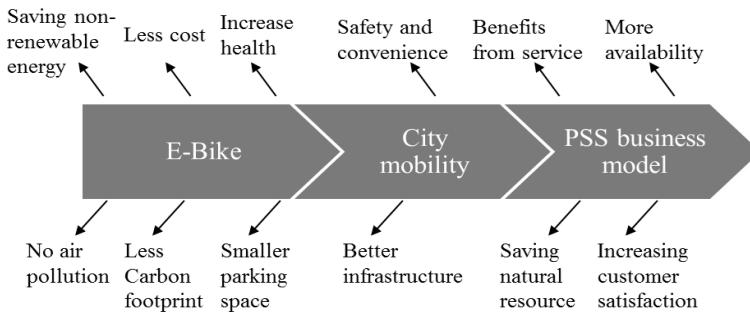 Saving non-
renewable
energy
Less cost
Increase
health
Safety and
convenience
Benefits
from service
More
availability
E-Bike
City
mobility
PSS business
model
No air
pollution
Less
Carbon
footprint
Smaller
parking
space
Better
infrastructure
Saving
natural
resource
Increasing
customer
satisfaction